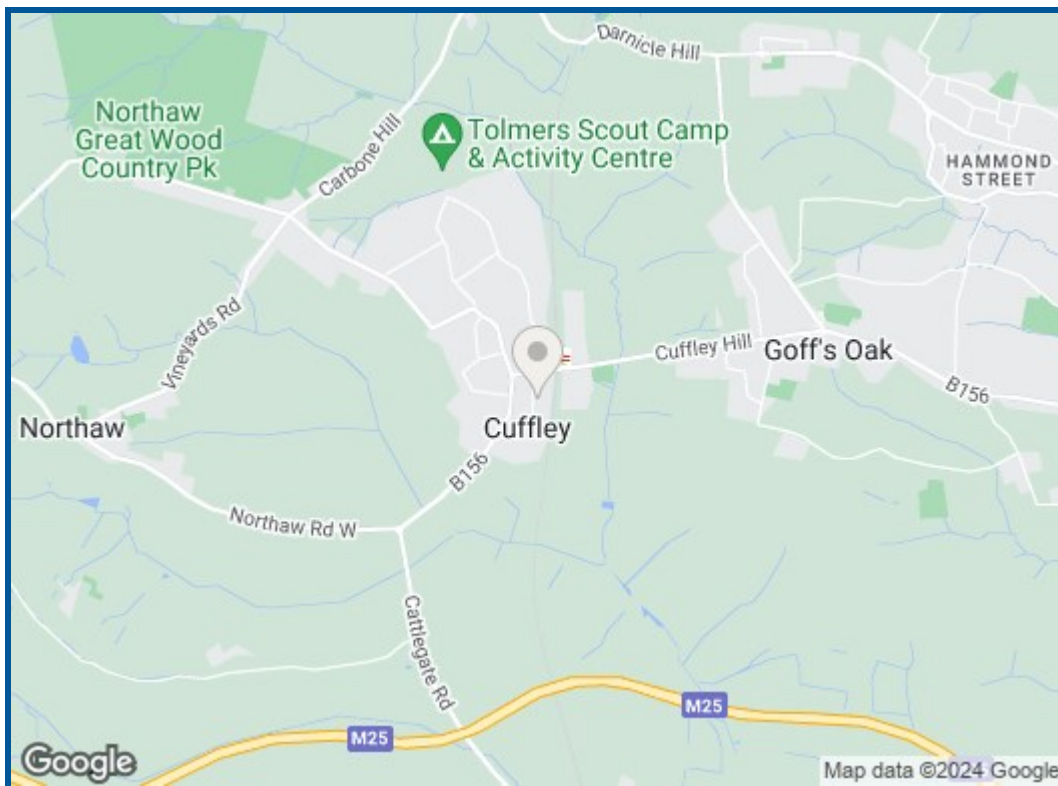 Darnicle Hill
Northaw
Great Wood
Country Pk
Carbone Hill
Tolmers Scout Camp
& Activity Centre
HAMMOND
STREET
Vineyards Rd
Cuffley Hill
Goff's Oak
B156
Northaw
Cuffley
B156
Northaw Rd W
Cattlegate Rd
M25
M25
Google
Map data ©2024 Google